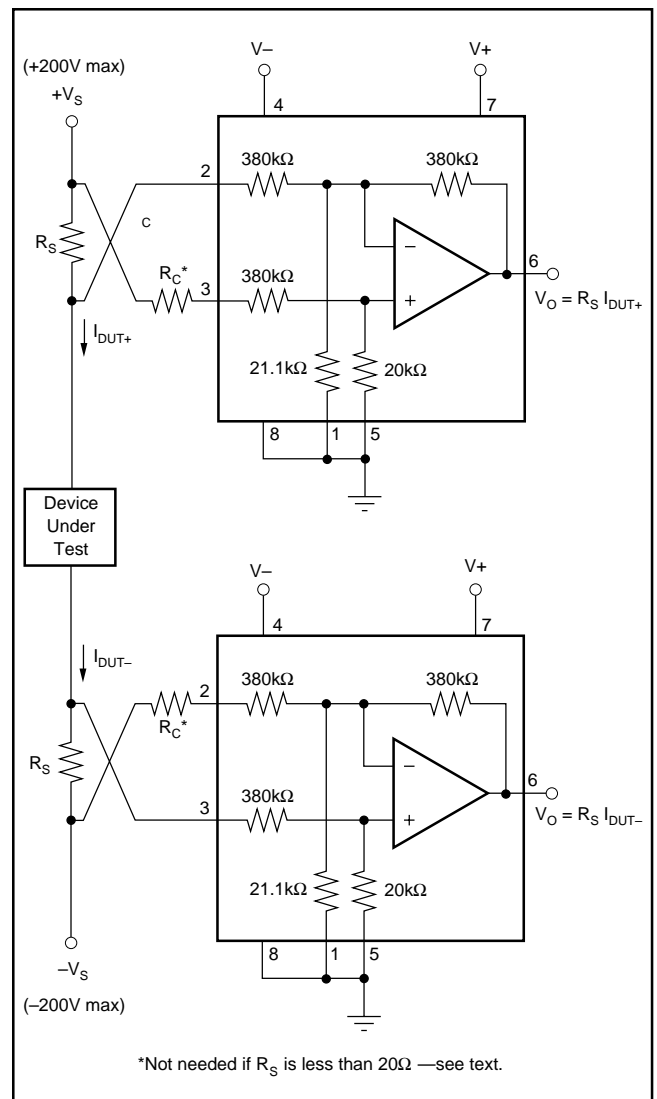 (+200V max)
+V_S
V–
V+
4
7
2
380kΩ
380kΩ
R_S
C
R_C*
3
380kΩ
–
+
6
V_O = R_S I_DUT+
I_DUT+
21.1kΩ
20kΩ
8
1
5
Device
Under
Test
V–
V+
4
7
I_DUT–
2
380kΩ
380kΩ
R_C*
R_S
3
380kΩ
–
+
6
V_O = R_S I_DUT–
21.1kΩ
20kΩ
8
1
5
–V_S
(–200V max)
*Not needed if R_S is less than 20Ω —see text.